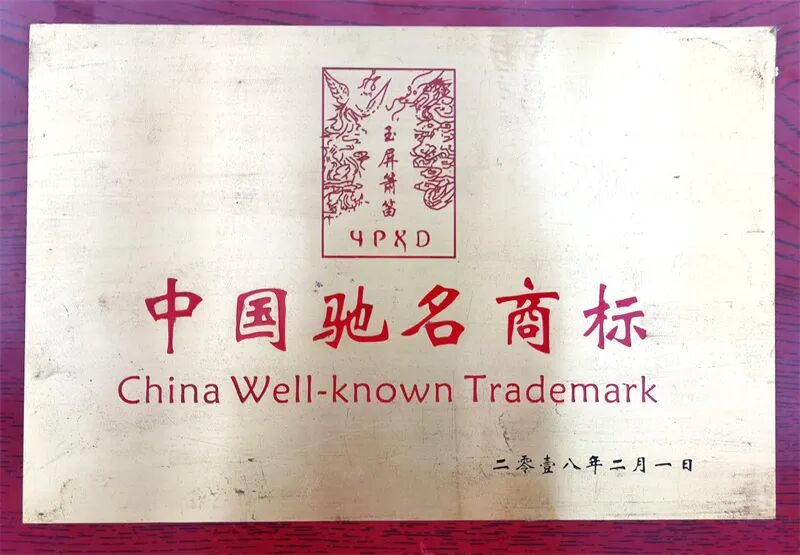 玉屏箫笛
YPXD
中国驰名商标
China Well-known Trademark
二零壹八年二月一日